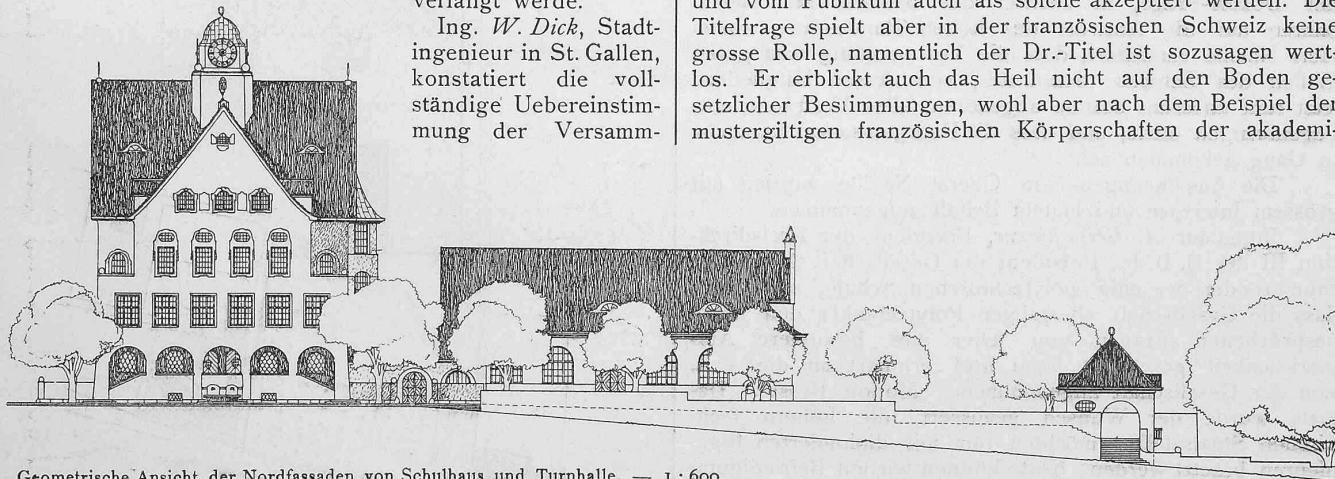 verlangt werde.
Ing. W. Dick, Stadt-
ingenieur in St. Gallen,
konstatiert die voll-
ständige Uebereinstim-
mung der Versamm-
und vom Publikum auch als solche akzeptiert werden. Die
Titelfrage spielt aber in der französischen Schweiz keine
grosse Rolle, namentlich der Dr.-Titel ist sozusagen wert-
los. Er erblickt auch das Heil nicht auf den Boden ge-
setzlicher Bestimmungen, wohl aber nach dem Beispiel der
mustergiltigen französischen Körperschaften der akademi-
Geometrische Ansicht der Nordfassaden von Schulhaus und Turnhalle. — 1:600.